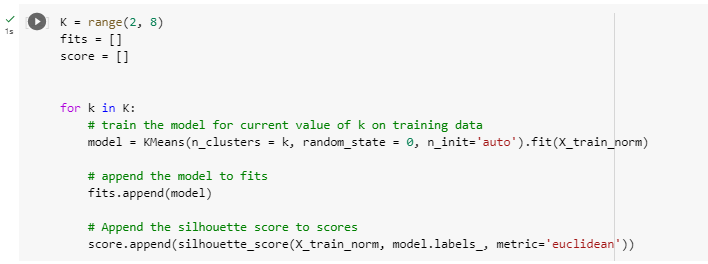 K = range(2, 8)
1s
fits = []
score = []
for k in K:
# train the model for current value of k on training data
model = KMeans(n_clusters = k, random_state = 0, n_init='auto').fit(X_train_norm)
# append the model to fits
fits.append(model)
# Append the silhouette score to scores
score.append(silhouette_score(X_train_norm, model.labels_, metric='euclidean'))